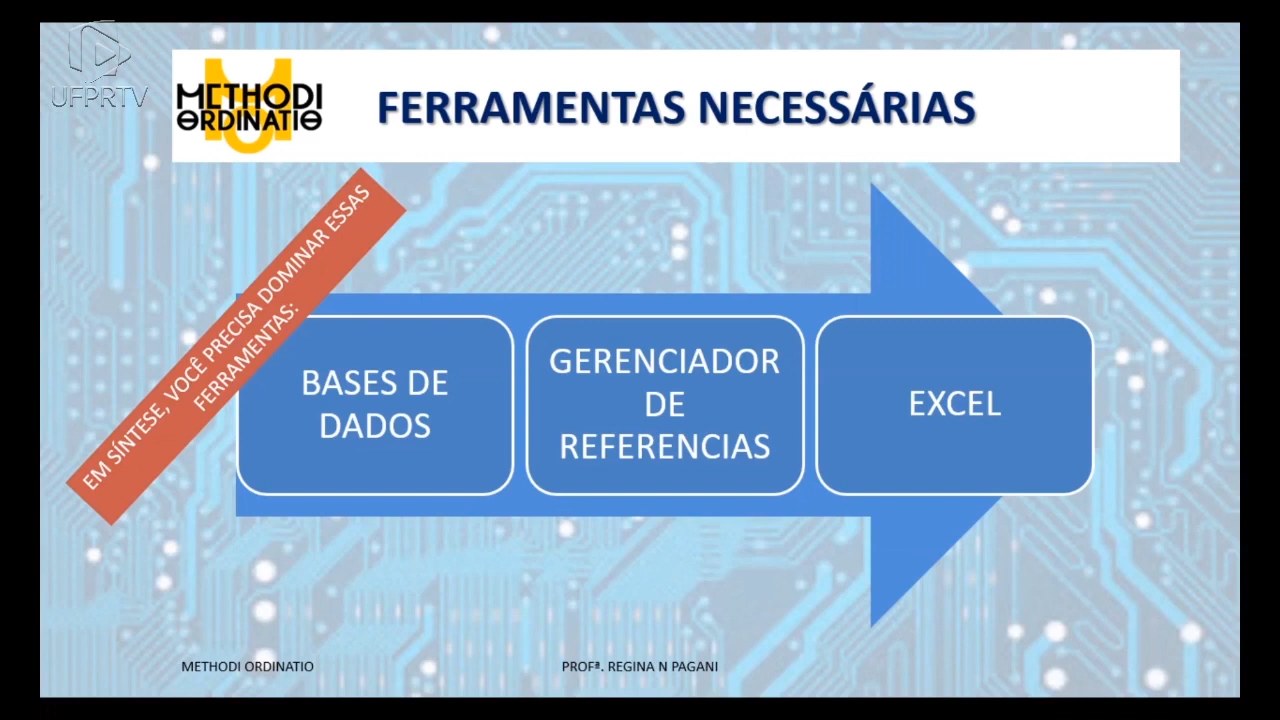 UFPRTV
METHODI
ORDINATIO
FERRAMENTAS NECESSÁRIAS
EM SÍNTESE, VOCÊ PRECISA DOMINAR ESSAS
FERRAMENTAS:
BASES DE
DADOS
GERENCIADOR
DE
REFERENCIAS
EXCEL
METHODI ORDINATIO
PROFª. REGINA N PAGANI